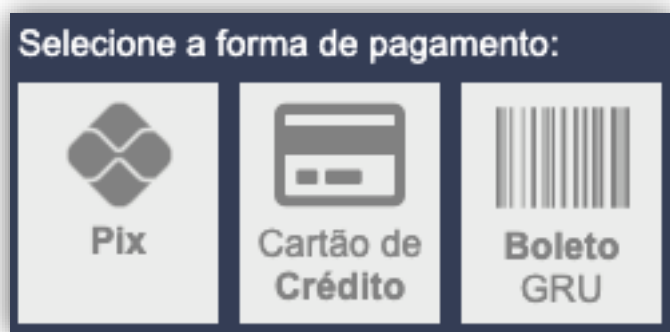 Selecione a forma de pagamento:
Pix
Cartão de
Crédito
Boleto
GRU